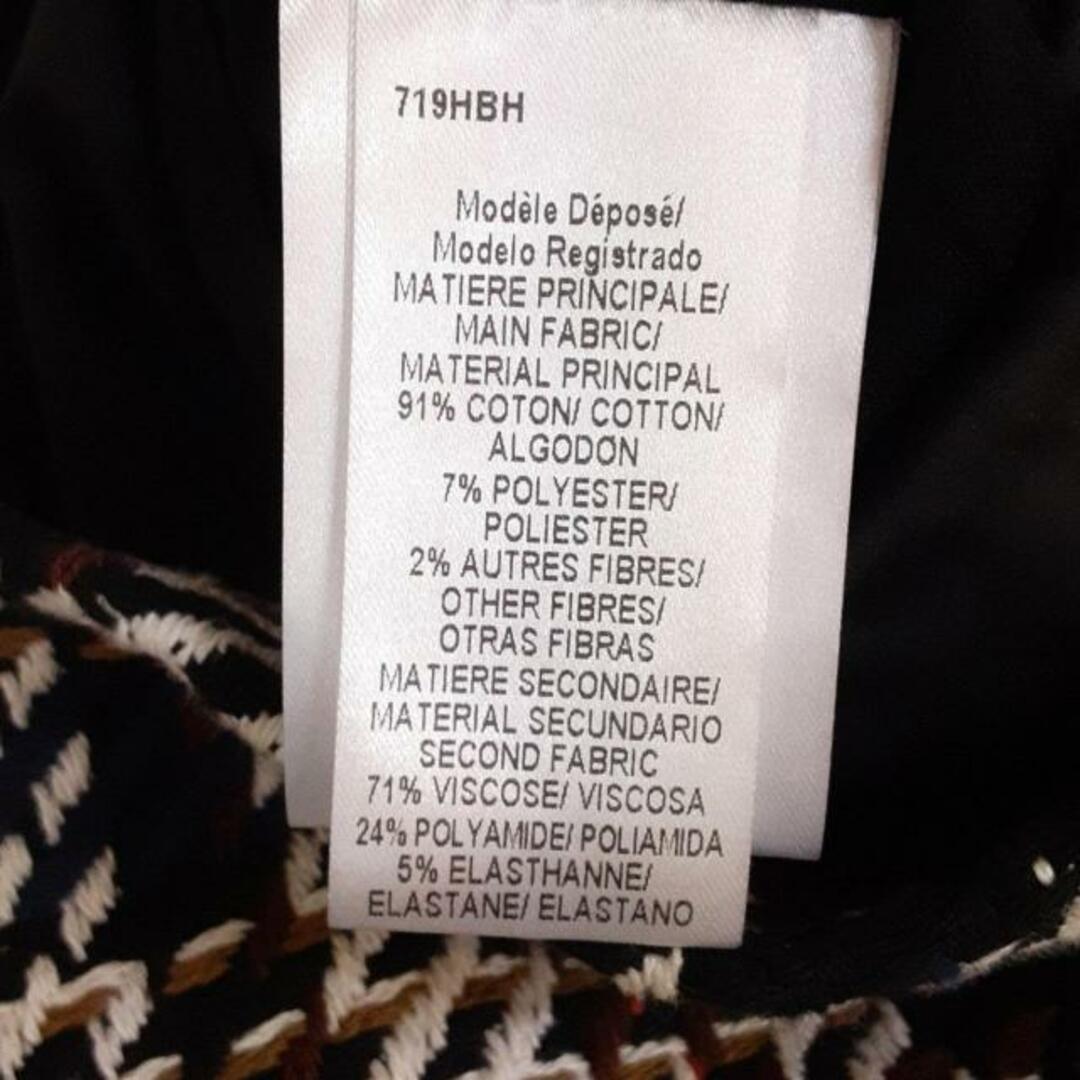 719HBH
Modèle Déposé/
Modelo Registrado
MATIERE PRINCIPALE/
MAIN FABRIC/
MATERIAL PRINCIPAL
91% COTON/ COTTON/
ALGODON
7% POLYESTER/
POLIESTER
2% AUTRES FIBRES/
OTHER FIBRES/
OTRAS FIBRAS
MATIERE SECONDAIRE/
MATERIAL SECUNDARIO
SECOND FABRIC
71% VISCOSE/ VISCOSA
24% POLYAMIDE/ POLIAMIDA
5% ELASTHANNE/
ELASTANE/ ELASTANO